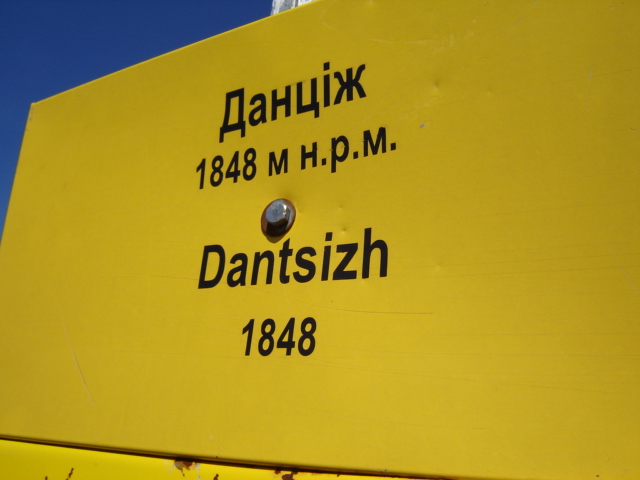 Данціж
1848 м н.р.м.
Dantsizh
1848